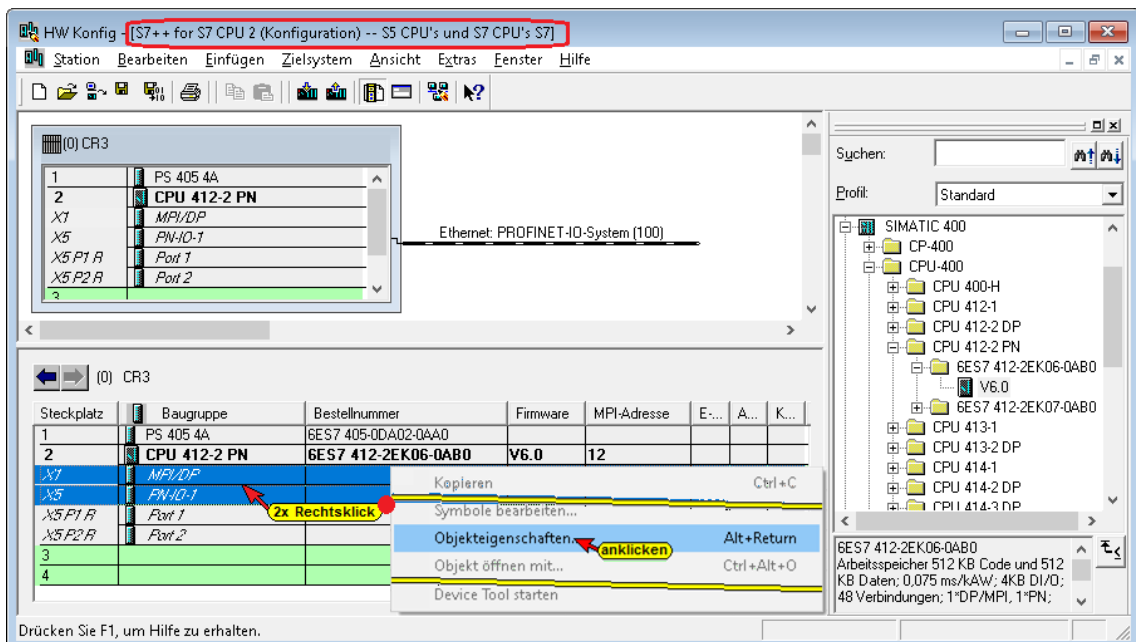 HW Konfig - [S7++ for S7 CPU 2 (Konfiguration) -- S5 CPU's und S7 CPU's S7]
Station Bearbeiten Einfügen Zielsystem Ansicht Extras Fenster Hilfe
(0) CR3
1 PS 405 4A
2 CPU 412-2 PN
X1 MPI/DP
X5 PN-IO-1
X5 P1 R Port 1
X5 P2 R Port 2
3
Ethernet: PROFINET-IO-System (100)
Suchen:
Profil: Standard
SIMATIC 400
CP-400
CPU-400
CPU 400-H
CPU 412-1
CPU 412-2 DP
CPU 412-2 PN
6ES7 412-2EK06-0AB0
V6.0
6ES7 412-2EK07-0AB0
CPU 413-1
CPU 413-2 DP
CPU 414-1
CPU 414-2 DP
CPU 414-3 DP
6ES7 412-2EK06-0AB0
Arbeitsspeicher 512 KB Code und 512
KB Daten; 0,075 ms/kAW; 4KB DI/O;
48 Verbindungen; 1*DP/MPI, 1*PN;
(0) CR3
Steckplatz Baugruppe Bestellnummer Firmware MPI-Adresse E-... A... K...
1 PS 405 4A 6ES7 405-0DA02-0AA0
2 CPU 412-2 PN 6ES7 412-2EK06-0AB0 V6.0 12
X1 MPI/DP
X5 PN-IO-1
X5 P1 R Port 1
X5 P2 R Port 2
3
4
2x Rechtsklick
Kopieren Ctrl+C
Symbole bearbeiten...
Objekteigenschaften... Alt+Return
anklicken
Objekt öffnen mit... Ctrl+Alt+O
Device Tool starten
Drücken Sie F1, um Hilfe zu erhalten.